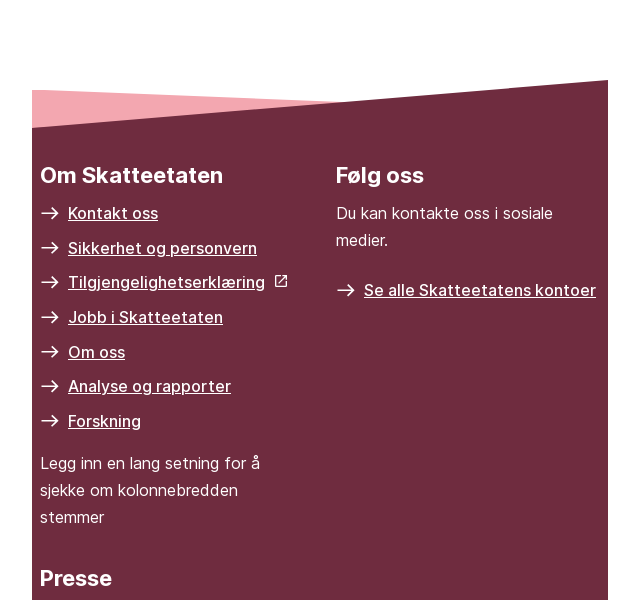 Om Skatteetaten
Kontakt oss
Sikkerhet og personvern
Tilgjengelighetserklæring
Jobb i Skatteetaten
Om oss
Analyse og rapporter
Forskning
Legg inn en lang setning for å
sjekke om kolonnebredden
stemmer
Presse
Følg oss
Du kan kontakte oss i sosiale
medier.
Se alle Skatteetatens kontoer